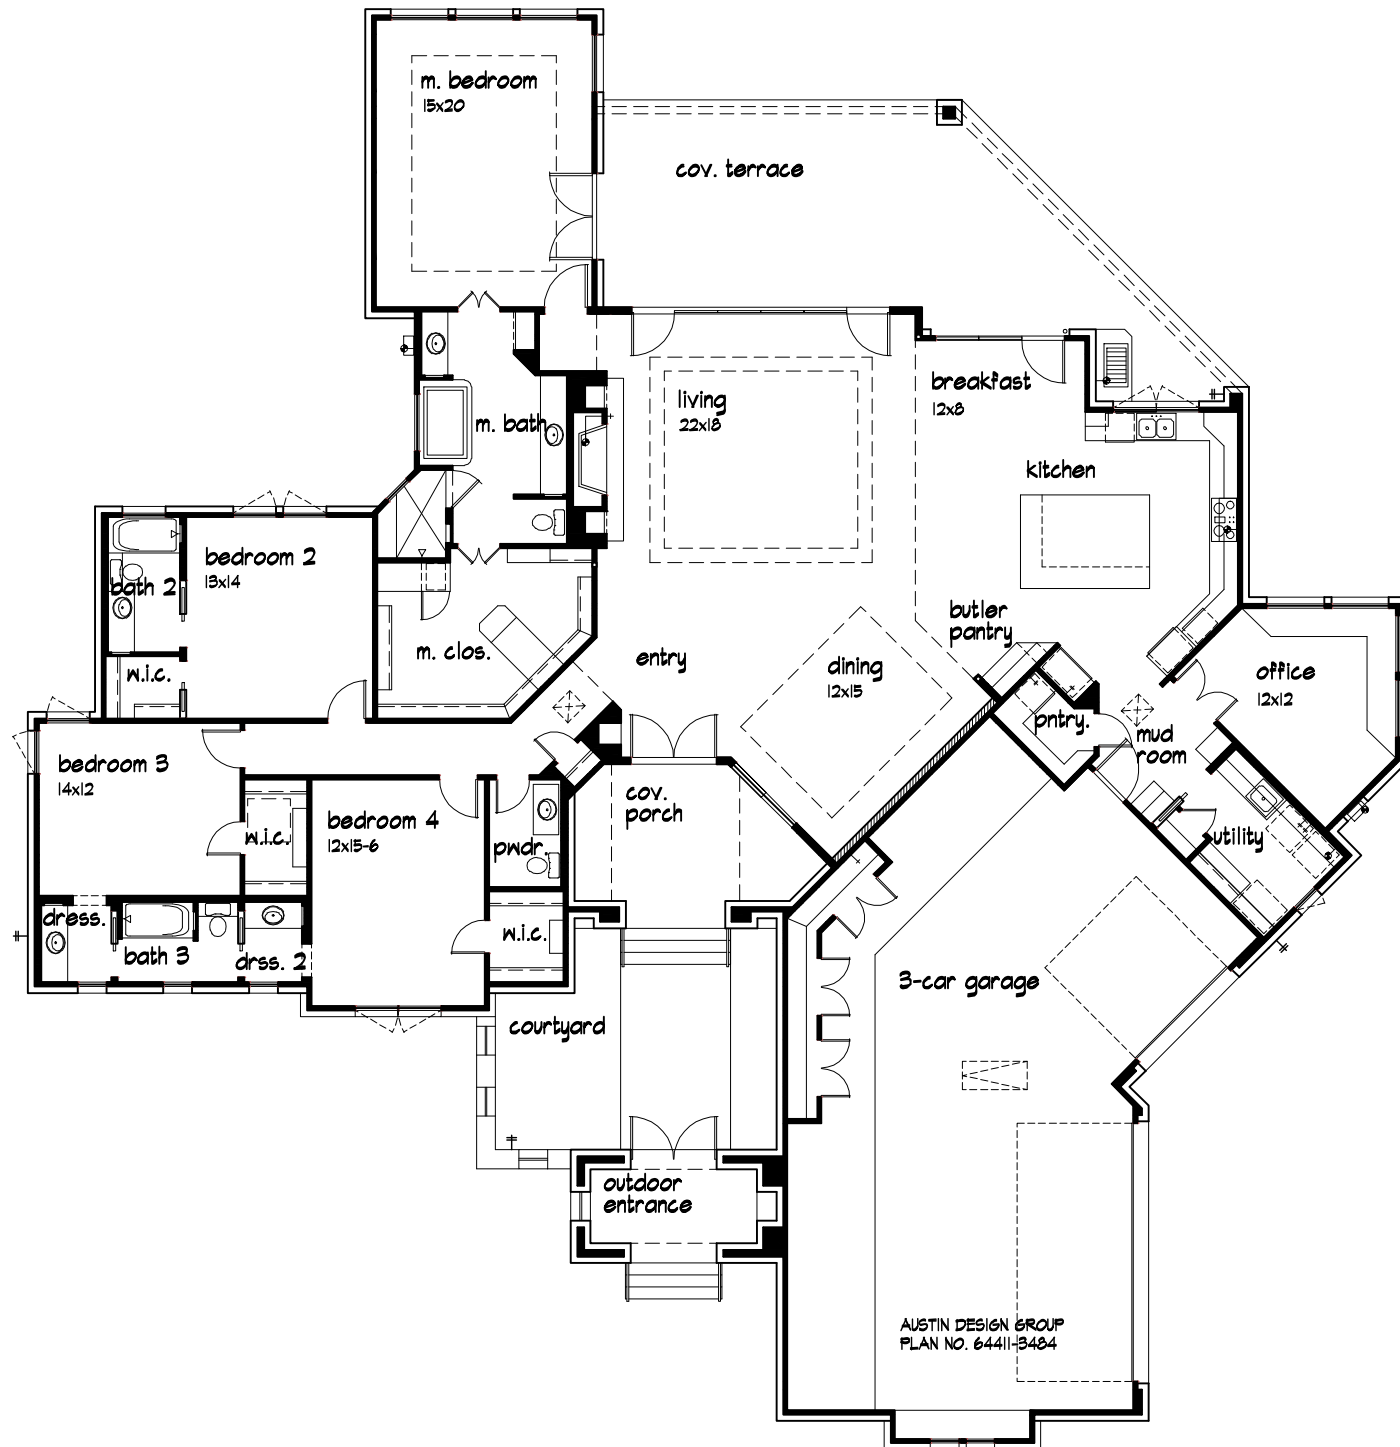 m. bedroom
15x20
cov. terrace
living
22x18
breakfast
12x8
m. bath
kitchen
bedroom 2
13x14
bath 2
butler
pantry
w.i.c.
m. clos.
entry
dining
12x15
office
12x12
pntry.
mud
room
bedroom 3
14x12
cov.
porch
bedroom 4
12x15-6
w.i.c.
pwdr.
utility
dress.
bath 3
drss. 2
w.i.c.
3-car garage
courtyard
outdoor
entrance
AUSTIN DESIGN GROUP
PLAN NO. 64411-3484